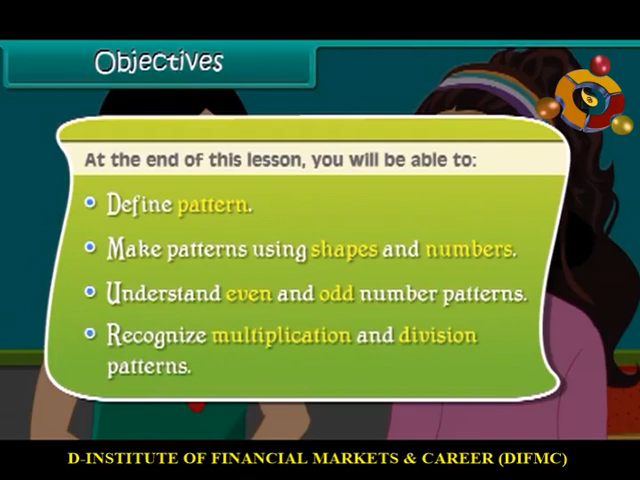 Objectives
At the end of this lesson, you will be able to:
Define pattern.
Make patterns using shapes and numbers.
Understand even and odd number patterns.
Recognize multiplication and division
patterns.
D-INSTITUTE OF FINANCIAL MARKETS & CAREER (DIFMC)